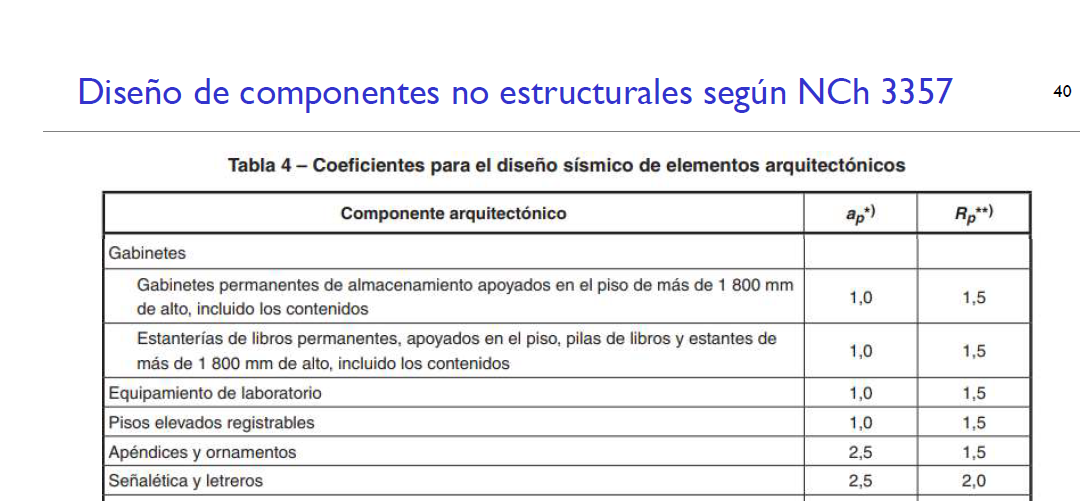 Diseño de componentes no estructurales según NCh 3357
40
Tabla 4 – Coeficientes para el diseño sísmico de elementos arquitectónicos
Componente arquitectónico ap*) Rp**)
Gabinetes
Gabinetes permanentes de almacenamiento apoyados en el piso de más de 1 800 mm
de alto, incluido los contenidos
1,0 1,5
Estanterías de libros permanentes, apoyados en el piso, pilas de libros y estantes de
más de 1 800 mm de alto, incluido los contenidos
1,0 1,5
Equipamiento de laboratorio 1,0 1,5
Pisos elevados registrables 1,0 1,5
Apéndices y ornamentos 2,5 1,5
Señalética y letreros 2,5 2,0